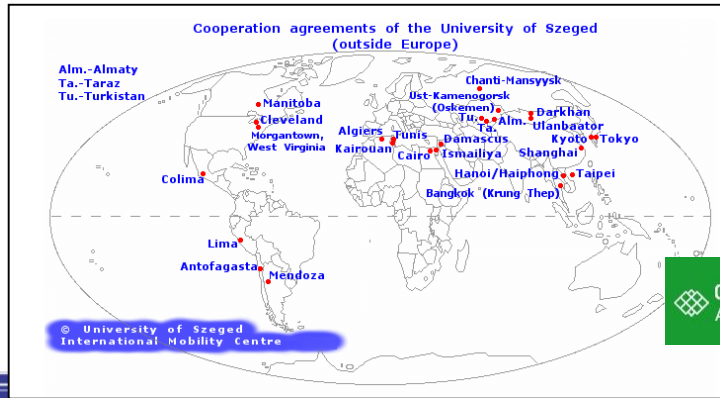 Cooperation agreements of the University of Szeged
(outside Europe)
Alm.-Almaty
Ta.-Taraz
Tu.-Turkistan
Chanti-Mansyysk
Ust-Kamenogorsk
(Oskemen)
Manitoba
Cleveland
Morgantown,
West Virginia
Algiers
Tunis
Kairouan
Cairo
Damascus
Ismailiya
Tu.
Ta.
Alm.
Darkhan
Ulanbaator
Kyoto
Tokyo
Shanghai
Hanoi/Haiphong
Taipei
Bangkok (Krung Thep)
Colima
Lima
Antofagasta
Mendoza
© University of Szeged
International Mobility Centre